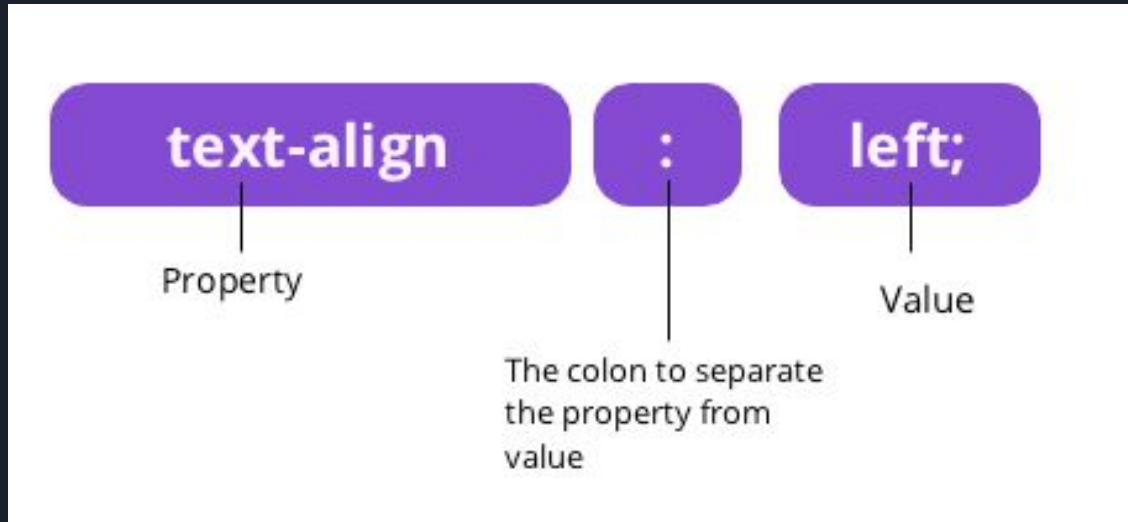 text-align : left;
Property
Value
The colon to separate
the property from
value